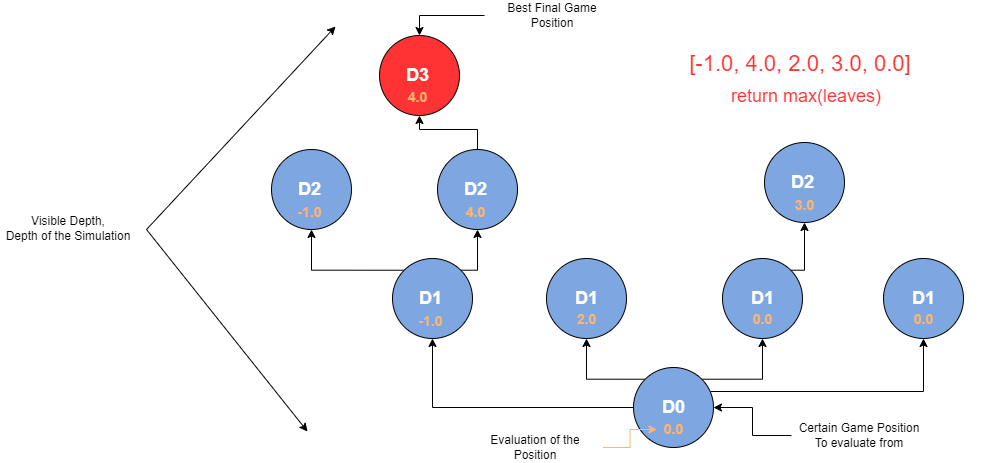 Best Final Game
Position
[-1.0, 4.0, 2.0, 3.0, 0.0]
return max(leaves)
D3
4.0
D2
-1.0
D2
4.0
D2
3.0
Visible Depth,
Depth of the Simulation
D1
-1.0
D1
2.0
D1
0.0
D1
0.0
D0
0.0
Evaluation of the
Position
Certain Game Position
To evaluate from